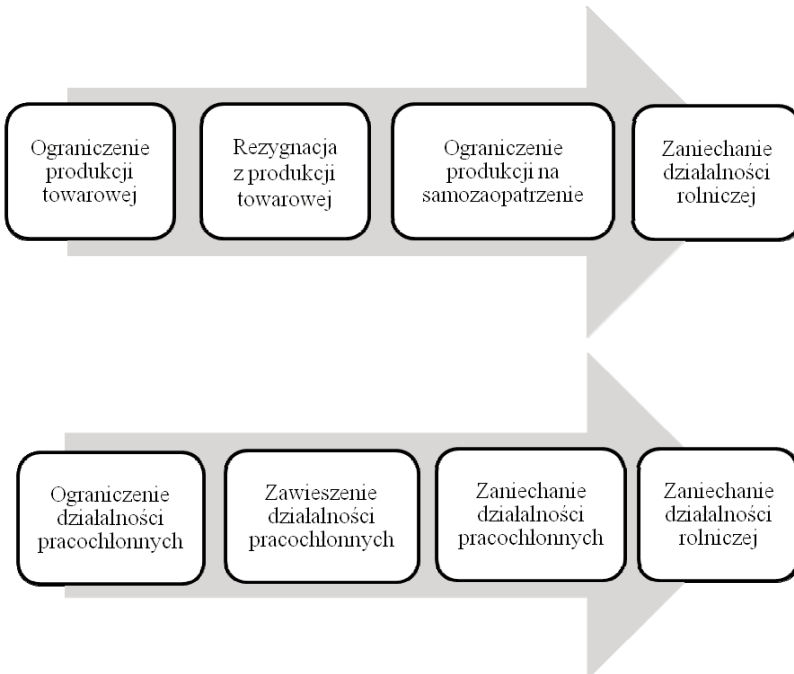 Ograniczenie
produkcji
towarowej
Rezygnacja
z produkcji
towarowej
Ograniczenie
produkcji na
samozaopatrzenie
Zaniechanie
działalności
rolniczej
Ograniczenie
działalności
pracochłonnych
Zawieszenie
działalności
pracochłonnych
Zaniechanie
działalności
pracochłonnych
Zaniechanie
działalności
rolniczej